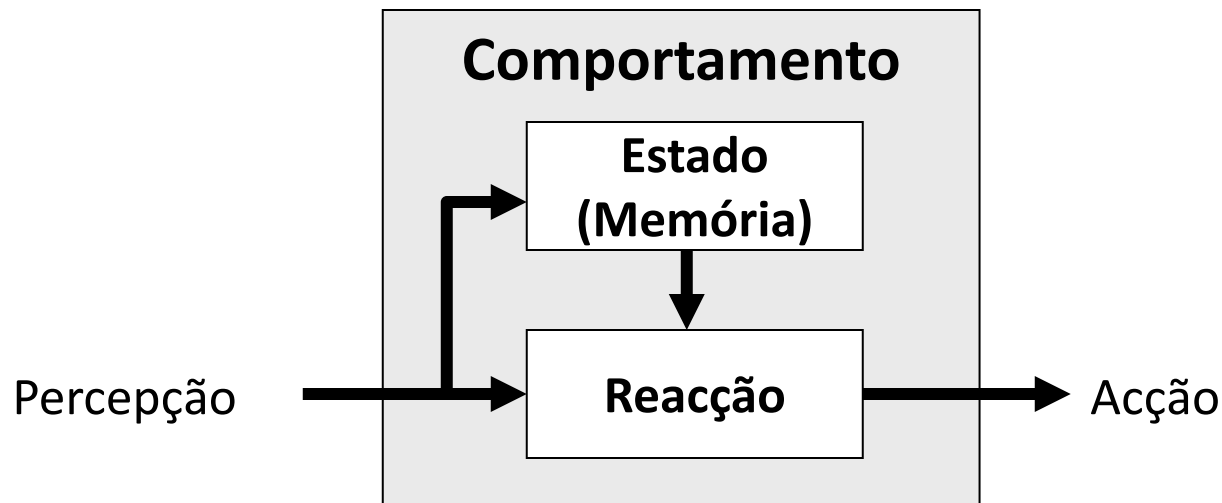 Comportamento
Estado
(Memória)
Percepção
Reacção
Acção